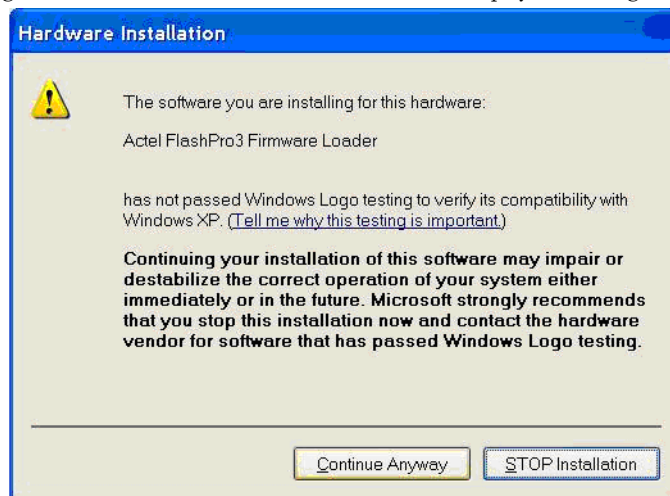 Hardware Installation
The software you are installing for this hardware:
Actel FlashPro3 Firmware Loader
has not passed Windows Logo testing to verify its compatibility with
Windows XP. (Tell me why this testing is important.)
Continuing your installation of this software may impair or
destabilize the correct operation of your system either
immediately or in the future. Microsoft strongly recommends
that you stop this installation now and contact the hardware
vendor for software that has passed Windows Logo testing.
Continue Anyway
STOP Installation